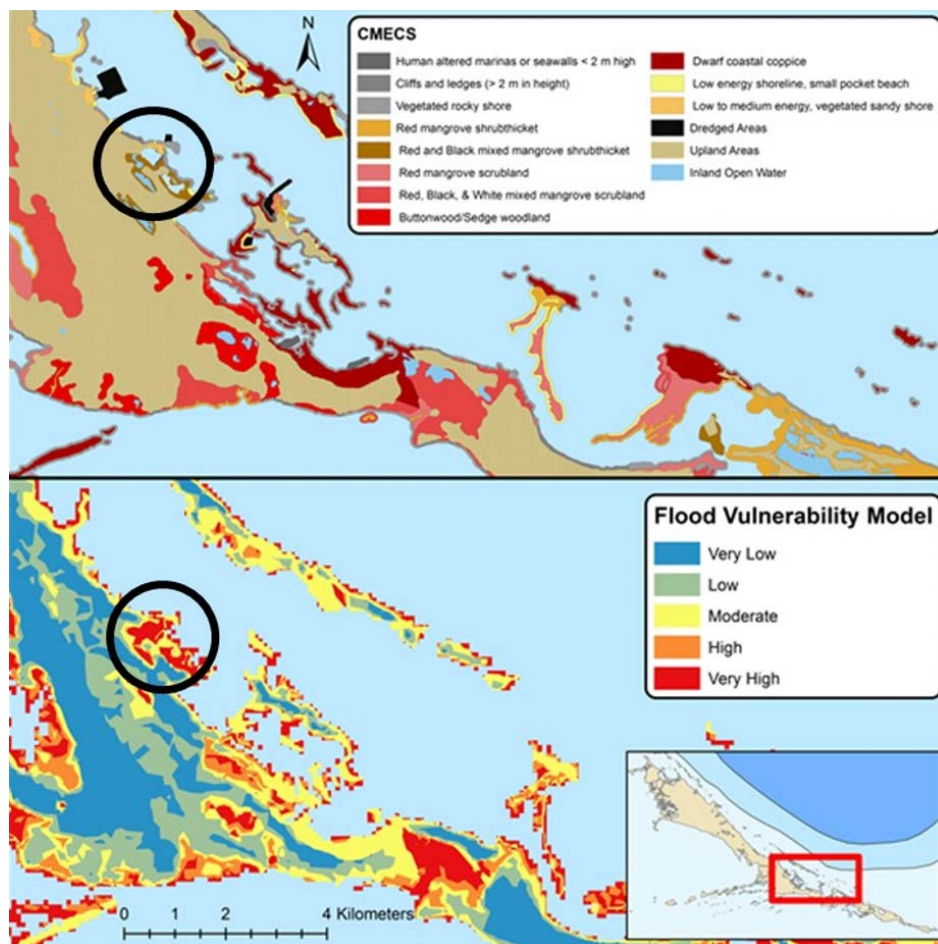 N
CMECS
Human altered marinas or seawalls < 2 m high
Cliffs and ledges (> 2 m in height)
Vegetated rocky shore
Red mangrove shrubthicket
Red and Black mixed mangrove shrubthicket
Red mangrove scrubland
Red, Black, & White mixed mangrove scrubland
Buttonwood/Sedge woodland
Dwarf coastal coppice
Low energy shoreline, small pocket beach
Low to medium energy, vegetated sandy shore
Dredged Areas
Upland Areas
Inland Open Water
Flood Vulnerability Model
Very Low
Low
Moderate
High
Very High
0 1 2 4 Kilometers